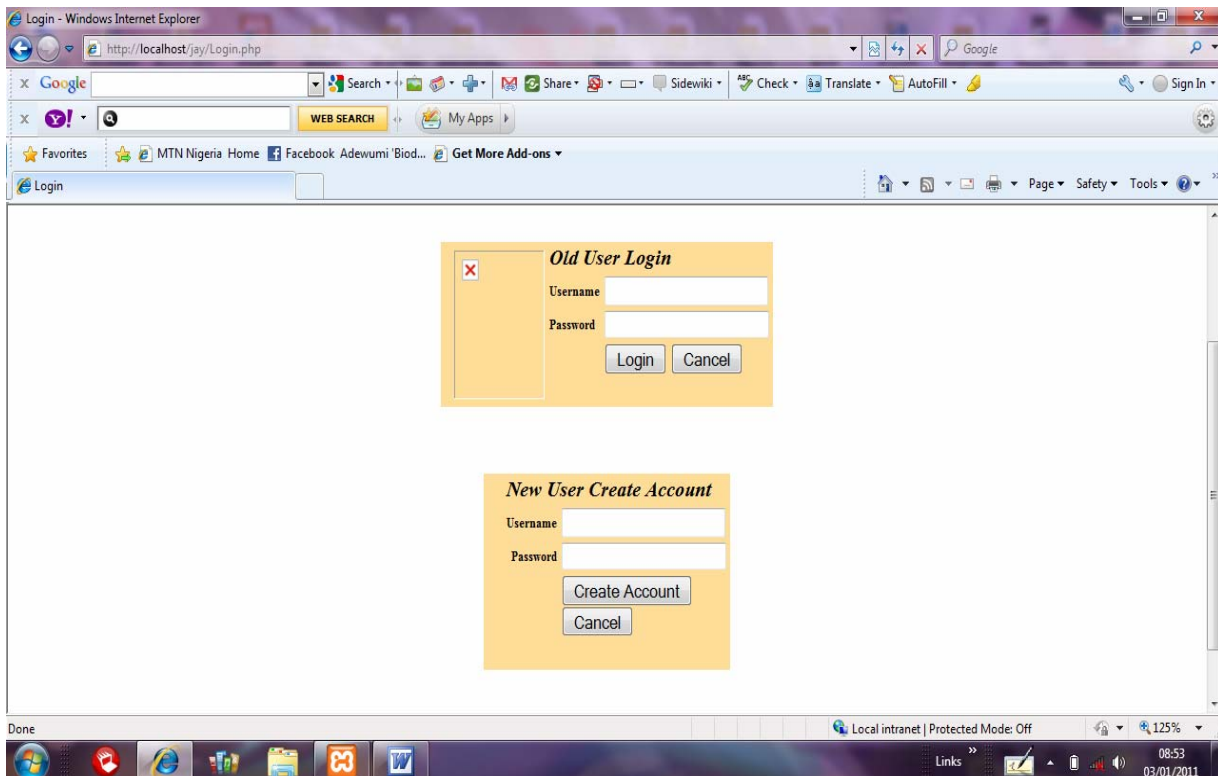 Login - Windows Internet Explorer
http://localhost/jay/Login.php
Google
x Google
Search
Share
Sidewiki
Check
Translate
AutoFill
Sign In
x Y!
WEB SEARCH
My Apps
Favorites
MTN Nigeria Home
Facebook Adewumi 'Biod...
Get More Add-ons
Login
Page
Safety
Tools
Old User Login
Username
Password
Login Cancel
New User Create Account
Username
Password
Create Account
Cancel
Done
Local intranet | Protected Mode: Off
125%
Links
08:53
03/01/2011